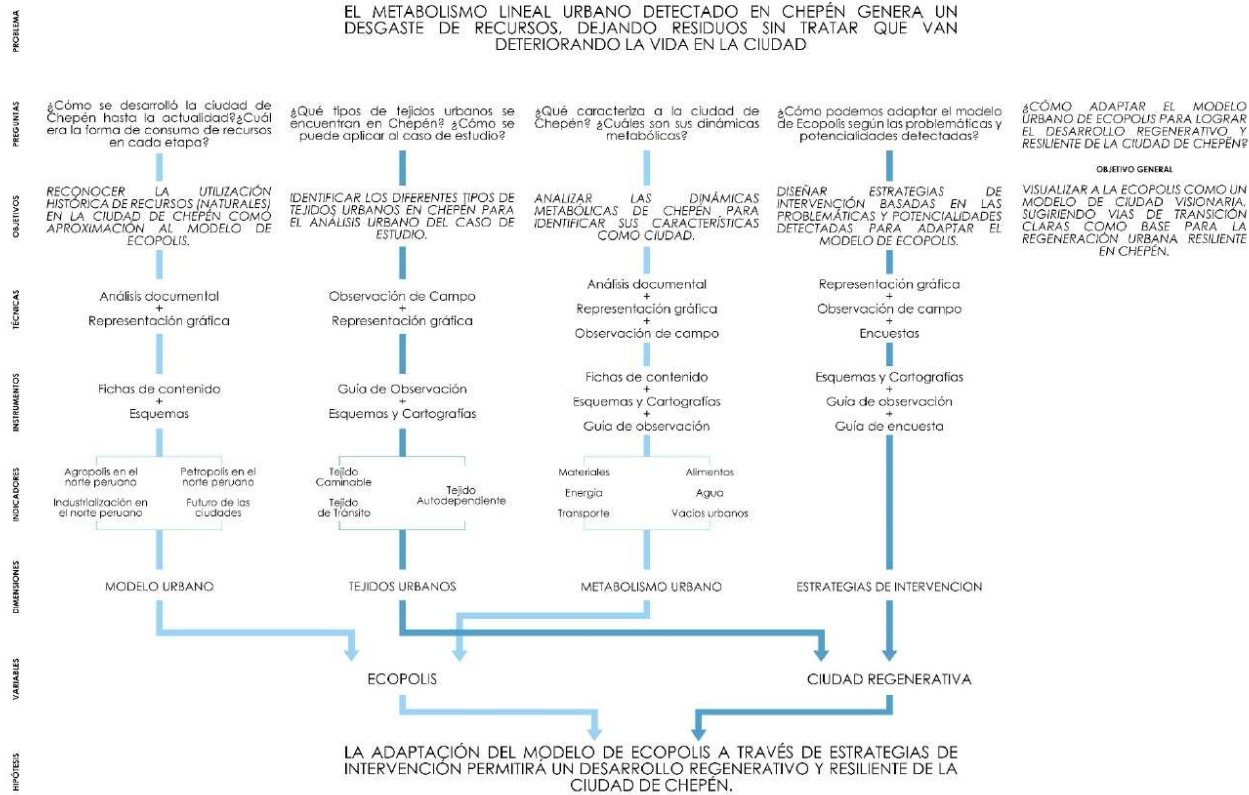 PROBLEMA
EL METABOLISMO LINEAL URBANO DETECTADO EN CHEPÉN GENERA UN
DESGASTE DE RECURSOS, DEJANDO RESIDUOS SIN TRATAR QUE VAN
DETERIORANDO LA VIDA EN LA CIUDAD
PREGUNTAS
¿Cómo se desarrolló la ciudad de
Chepén hasta la actualidad?¿Cuál
era la forma de consumo de recursos
en cada etapa?
¿Qué tipos de tejidos urbanos se
encuentran en Chepén? ¿Cómo se
puede aplicar al caso de estudio?
¿Qué caracteriza a la ciudad de
Chepén? ¿Cuáles son sus dinámicas
metabólicas?
¿Cómo podemos adaptar el modelo
de Ecopolis según las problemáticas y
potencialidades detectadas?
¿CÓMO ADAPTAR EL MODELO
URBANO DE ECOPOLIS PARA LOGRAR
EL DESARROLLO REGENERATIVO Y
RESILIENTE DE LA CIUDAD DE CHEPÉN?
OBJETIVOS
RECONOCER LA UTILIZACIÓN
HISTÓRICA DE RECURSOS (NATURALES)
EN LA CIUDAD DE CHEPÉN COMO
APROXIMACIÓN AL MODELO DE
ECOPOLIS.
IDENTIFICAR LOS DIFERENTES TIPOS DE
TEJIDOS URBANOS EN CHEPÉN PARA
EL ANÁLISIS URBANO DEL CASO DE
ESTUDIO.
ANALIZAR LAS DINÁMICAS
METABÓLICAS DE CHEPÉN PARA
IDENTIFICAR SUS CARACTERÍSTICAS
COMO CIUDAD.
DISEÑAR ESTRATEGIAS DE
INTERVENCIÓN BASADAS EN LAS
PROBLEMÁTICAS Y POTENCIALIDADES
DETECTADAS PARA ADAPTAR EL
MODELO DE ECOPOLIS.
OBJETIVO GENERAL
VISUALIZAR A LA ECOPOLIS COMO UN
MODELO DE CIUDAD VISIONARIA,
SUGIRIENDO VIAS DE TRANSICIÓN
CLARAS COMO BASE PARA LA
REGENERACIÓN URBANA RESILIENTE
EN CHEPÉN.
TÉCNICAS
Análisis documental
+
Representación gráfica
Observación de Campo
+
Representación gráfica
Análisis documental
+
Representación gráfica
+
Observación de campo
Representación gráfica
+
Observación de campo
+
Encuestas
INSTRUMENTOS
Fichas de contenido
+
Esquemas
Guía de Observación
+
Esquemas y Cartografías
Fichas de contenido
+
Esquemas y Cartografías
+
Guía de observación
Esquemas y Cartografías
+
Guía de observación
+
Guía de encuesta
INDICADORES
Agropolis en el
norte peruano
Petropolis en el
norte peruano
Industrialización en
el norte peruano
Futuro de las
ciudades
Tejido
Caminable
Tejido
Autodependiente
Tejido
de Tránsito
Materiales
Alimentos
Energía
Agua
Transporte
Vacíos urbanos
DIMENSIONES
MODELO URBANO
TEJIDOS URBANOS
METABOLISMO URBANO
ESTRATEGIAS DE INTERVENCION
VARIABLES
ECOPOLIS
CIUDAD REGENERATIVA
HIPÓTESIS
LA ADAPTACIÓN DEL MODELO DE ECOPOLIS A TRAVÉS DE ESTRATEGIAS DE
INTERVENCIÓN PERMITIRÁ UN DESARROLLO REGENERATIVO Y RESILIENTE DE LA
CIUDAD DE CHEPÉN.